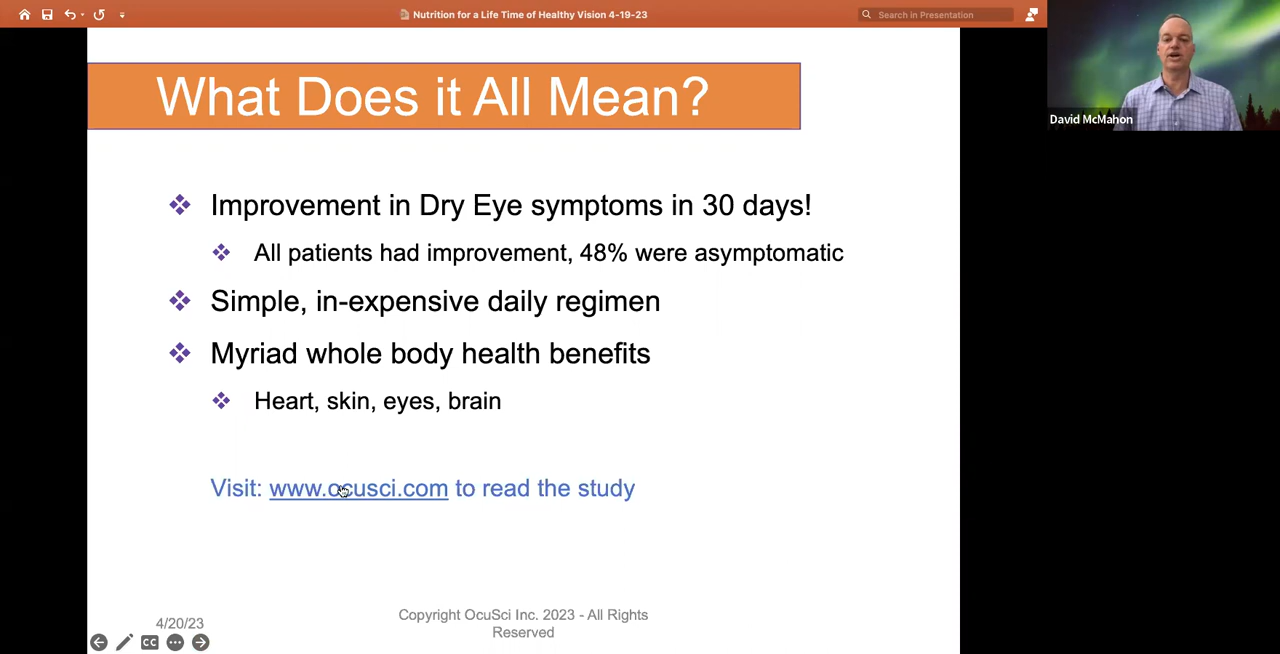 Nutrition for a Life Time of Healthy Vision 4-19-23
Search in Presentation
David McMahon
What Does it All Mean?
Improvement in Dry Eye symptoms in 30 days!
All patients had improvement, 48% were asymptomatic
Simple, in-expensive daily regimen
Myriad whole body health benefits
Heart, skin, eyes, brain
Visit: www.ocusci.com to read the study
4/20/23
Copyright OcuSci Inc. 2023 - All Rights
Reserved
CC